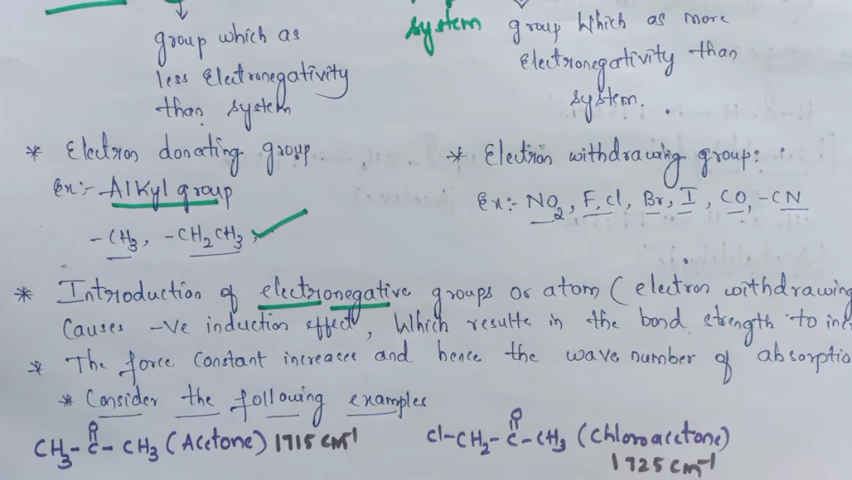 group which as
less Electronegativity
than system
system group which as more
Electronegativity than
system.
* Electron donating group
Ex:- Alkyl group
-CH3, -CH2CH3,
* Electron withdrawing group:
Ex:- NO2, F, Cl, Br, I, CO, -CN
* Introduction of electronegative groups or atom (electron withdrawing
causes -ve induction effect, Which results in the bond strength to inc
* The force constant increases and hence the wave number of absorptio
* Consider the following examples
CH3-C-CH3 (Acetone) 1715 cm-1
O
Cl-CH2-C-CH3 (Chloroacetone)
O
1725 cm-1